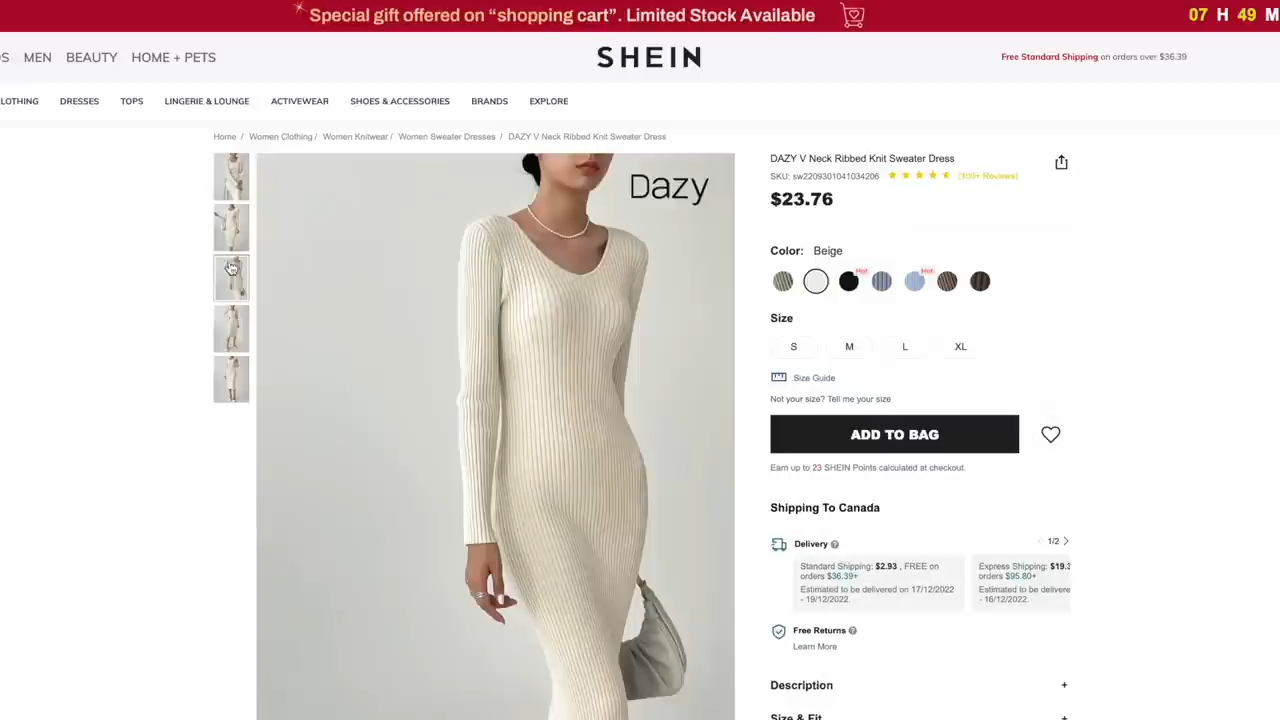 Special gift offered on “shopping cart”. Limited Stock Available
07 H 49 M
S MEN BEAUTY HOME + PETS
SHEIN
Free Standard Shipping on orders over $36.39
LOTHING DRESSES TOPS LINGERIE & LOUNGE ACTIVEWEAR SHOES & ACCESSORIES BRANDS EXPLORE
Home / Women Clothing / Women Knitwear / Women Sweater Dresses / DAZY V Neck Ribbed Knit Sweater Dress
Dazy
DAZY V Neck Ribbed Knit Sweater Dress
SKU: sw2209301041034206 (100+ Reviews)
$23.76
Color: Beige
Hot Hot
Size
S M L XL
Size Guide
Not your size? Tell me your size
ADD TO BAG
Earn up to 23 SHEIN Points calculated at checkout.
Shipping To Canada
Delivery ?
1/2 >
Standard Shipping: $2.93 , FREE on
orders $36.39+
Estimated to be delivered on 17/12/2022
- 19/12/2022.
Express Shipping: $19.3
orders $95.80+
Estimated to be delivere
- 16/12/2022.
Free Returns ?
Learn More
Description +
Size & Fit +